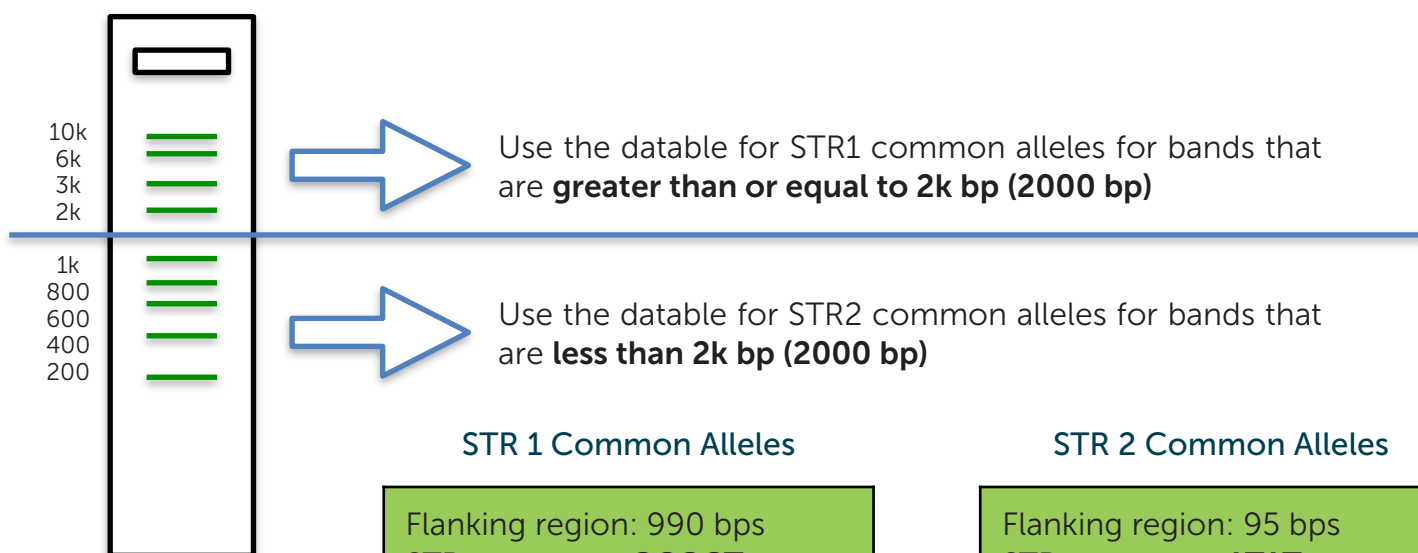 10k
6k
3k
2k
1k
800
600
400
200
Use the datable for STR1 common alleles for bands that
are greater than or equal to 2k bp (2000 bp)
Use the datable for STR2 common alleles for bands that
are less than 2k bp (2000 bp)
STR 1 Common Alleles
Flanking region: 990 bps
STR 2 Common Alleles
Flanking region: 95 bps